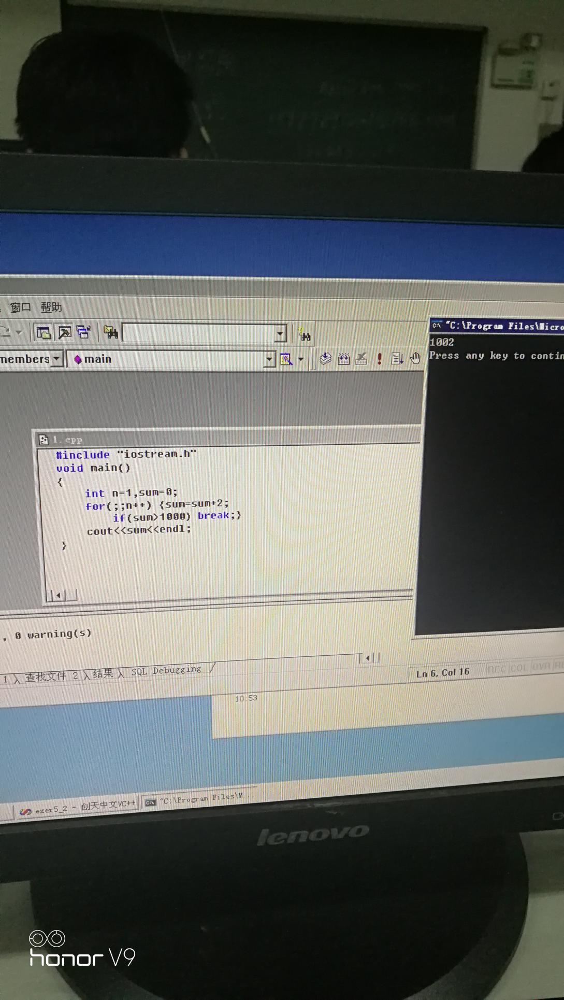 窗口 帮助
members
main
"C:\Program Files\Micro
1002
Press any key to contin
1.cpp
#include "iostream.h"
void main()
{
int n=1,sum=0;
for(;;n++) {sum=sum+2;
if(sum>1000) break;}
cout<<sum<<endl;
}
, 0 warning(s)
1 查找文件 2 结果 SQL Debugging
Ln 6, Col 16 REC COL OVR
10:53
exer5_2 - 创天中文VC++
"C:\Program Files\M...
lenovo
honor V9